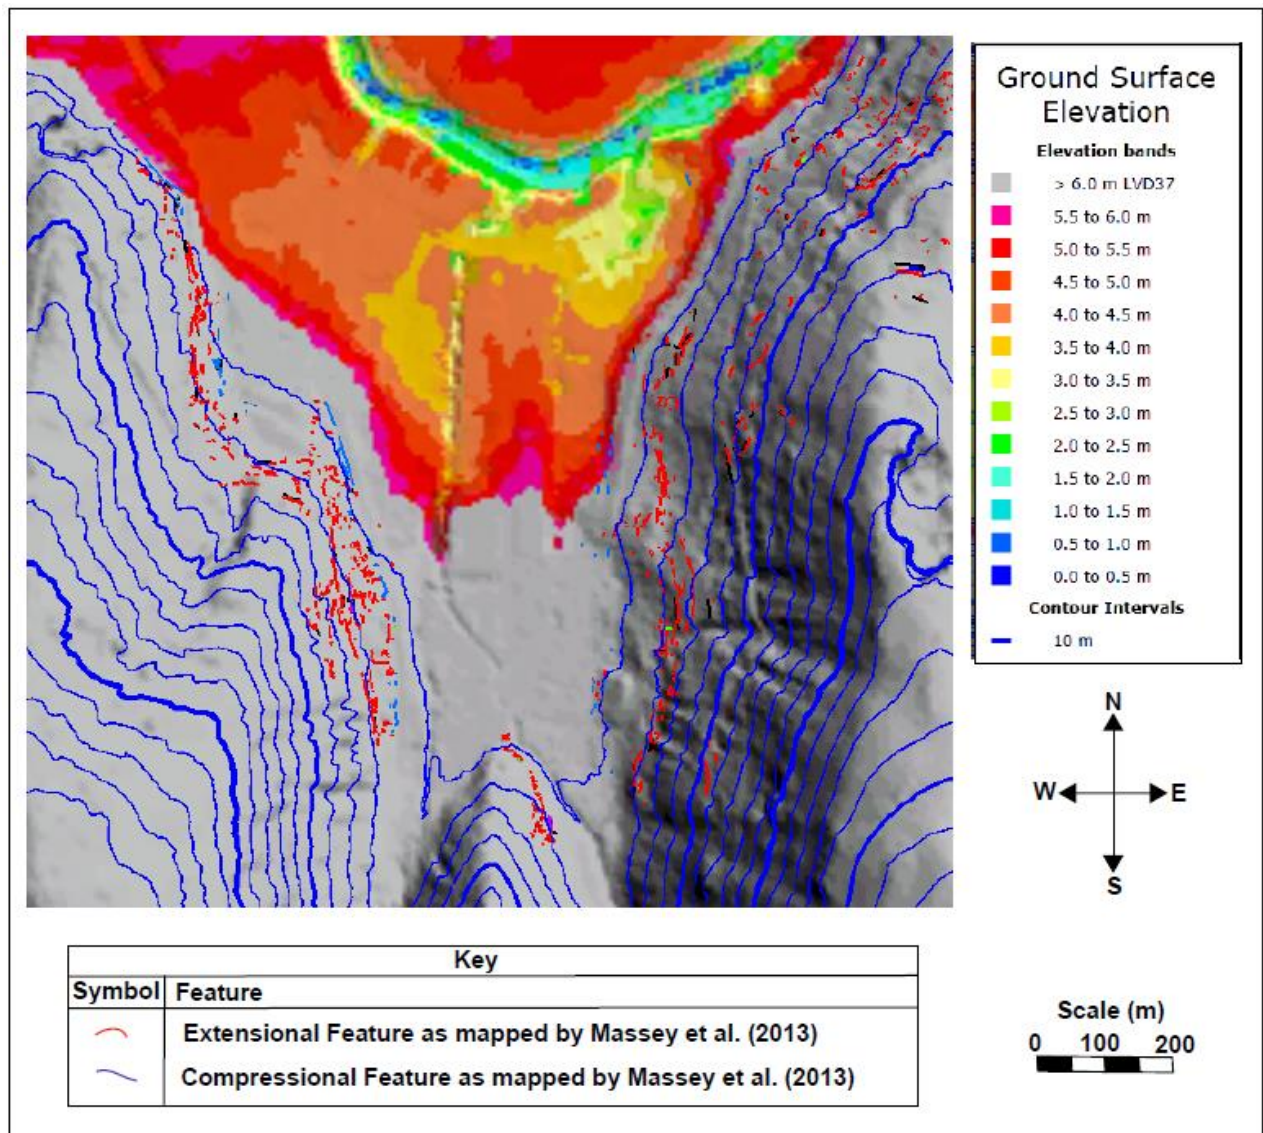 Ground Surface
Elevation
Elevation bands
> 6.0 m LVD37
5.5 to 6.0 m
5.0 to 5.5 m
4.5 to 5.0 m
4.0 to 4.5 m
3.5 to 4.0 m
3.0 to 3.5 m
2.5 to 3.0 m
2.0 to 2.5 m
1.5 to 2.0 m
1.0 to 1.5 m
0.5 to 1.0 m
0.0 to 0.5 m
Contour Intervals
10 m
N
W E
S
Key
Symbol Feature
Extensional Feature as mapped by Massey et al. (2013)
Compressional Feature as mapped by Massey et al. (2013)
Scale (m)
0 100 200